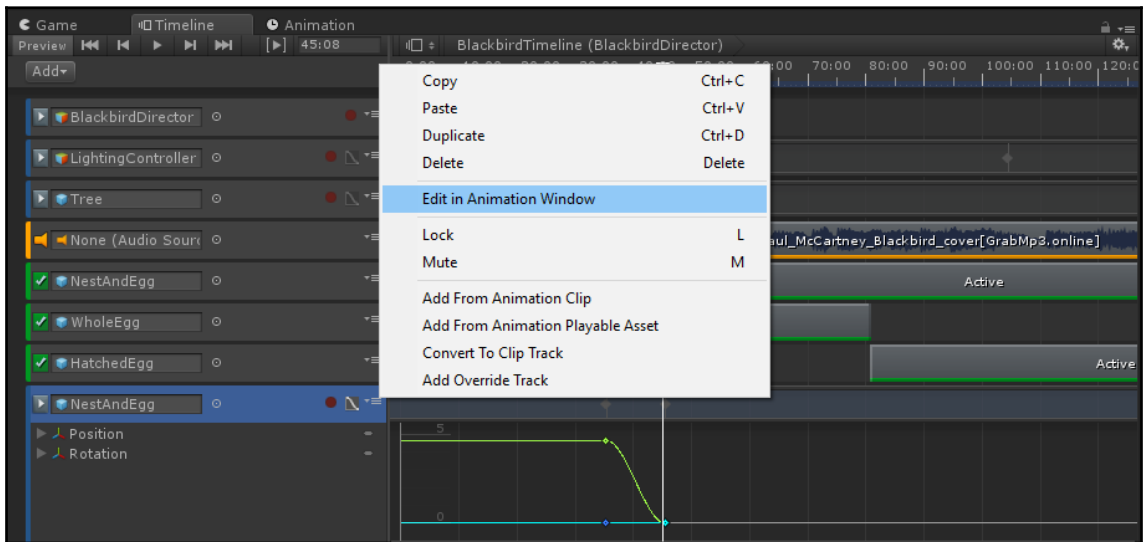 Game Timeline Animation
Preview 45:08 BlackbirdTimeline (BlackbirdDirector)
Add 70:00 80:00 90:00 100:00 110:00
BlackbirdDirector
LightingController
Tree
None (Audio Sourc
NestAndEgg
WholeEgg
HatchedEgg
NestAndEgg
Position
Rotation
Copy Ctrl+C
Paste Ctrl+V
Duplicate Ctrl+D
Delete Delete
Edit in Animation Window
Lock L
Mute M
Add From Animation Clip
Add From Animation Playable Asset
Convert To Clip Track
Add Override Track
aul_McCartney_Blackbird_cover[GrabMp3.online]
Active
Active
5
0